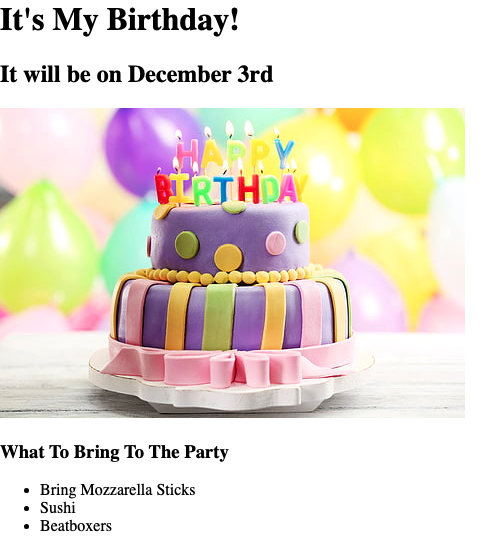 It's My Birthday!
It will be on December 3rd
HAPPY
BIRTHDAY
What To Bring To The Party
Bring Mozzarella Sticks
Sushi
Beatboxers